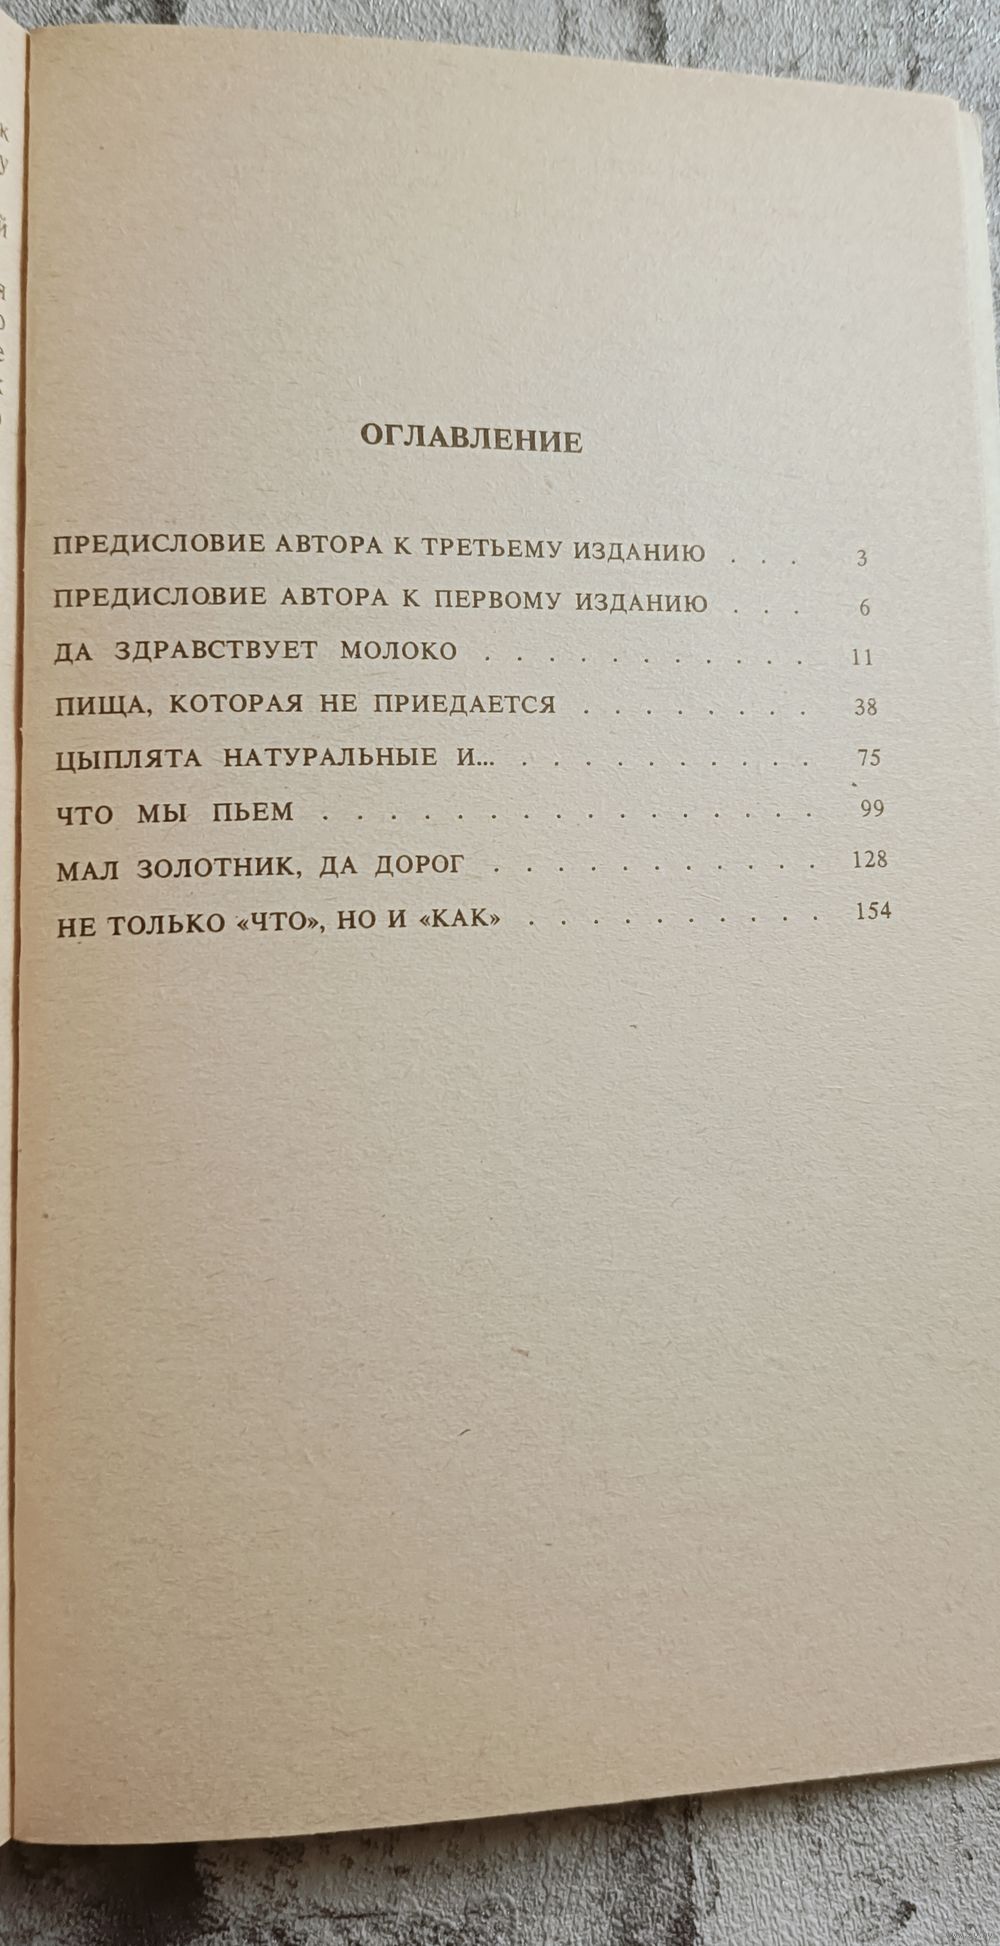 ОГЛАВЛЕНИЕ
ПРЕДИСЛОВИЕ АВТОРА К ТРЕТЬЕМУ ИЗДАНИЮ . . . 3
ПРЕДИСЛОВИЕ АВТОРА К ПЕРВОМУ ИЗДАНИЮ . . . 6
ДА ЗДРАВСТВУЕТ МОЛОКО . . . . . . . . . . . 11
ПИЩА, КОТОРАЯ НЕ ПРИЕДАЕТСЯ . . . . . . . . 38
ЦЫПЛЯТА НАТУРАЛЬНЫЕ И... . . . . . . . . . . 75
ЧТО МЫ ПЬЕМ . . . . . . . . . . . . . . . . 99
МАЛ ЗОЛОТНИК, ДА ДОРОГ . . . . . . . . . . . 128
НЕ ТОЛЬКО «ЧТО», НО И «КАК» . . . . . . . . . . 154